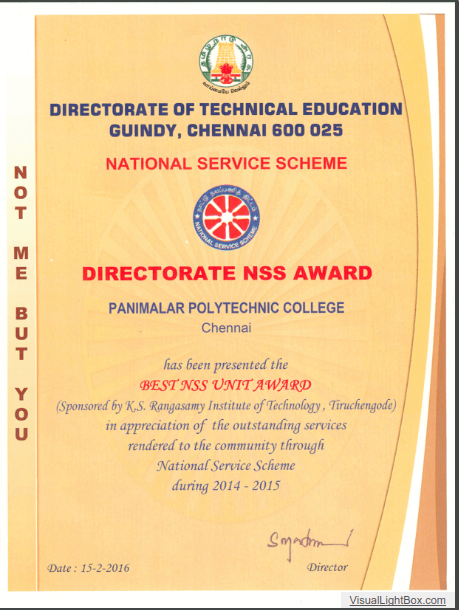 DIRECTORATE OF TECHNICAL EDUCATION
GUINDY, CHENNAI 600 025
NATIONAL SERVICE SCHEME
NATIONAL SERVICE SCHEME
DIRECTORATE NSS AWARD
PANIMALAR POLYTECHNIC COLLEGE
Chennai
has been presented the
BEST NSS UNIT AWARD
(Sponsored by K.S. Rangasamy Institute of Technology , Tiruchengode)
in appreciation of the outstanding services
rendered to the community through
National Service Scheme
during 2014 - 2015
Date : 15-2-2016
Director
NOT ME BUT YOU
VisualLightBox.com